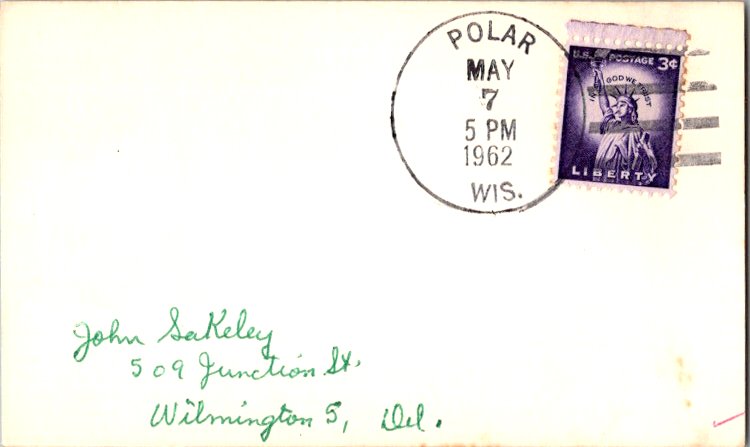 POLAR
MAY
7
5 PM
1962
WIS.
U.S. POSTAGE 3¢
IN GOD WE TRUST
LIBERTY
John Sakeley
509 Junction St.
Wilmington 5, Del.